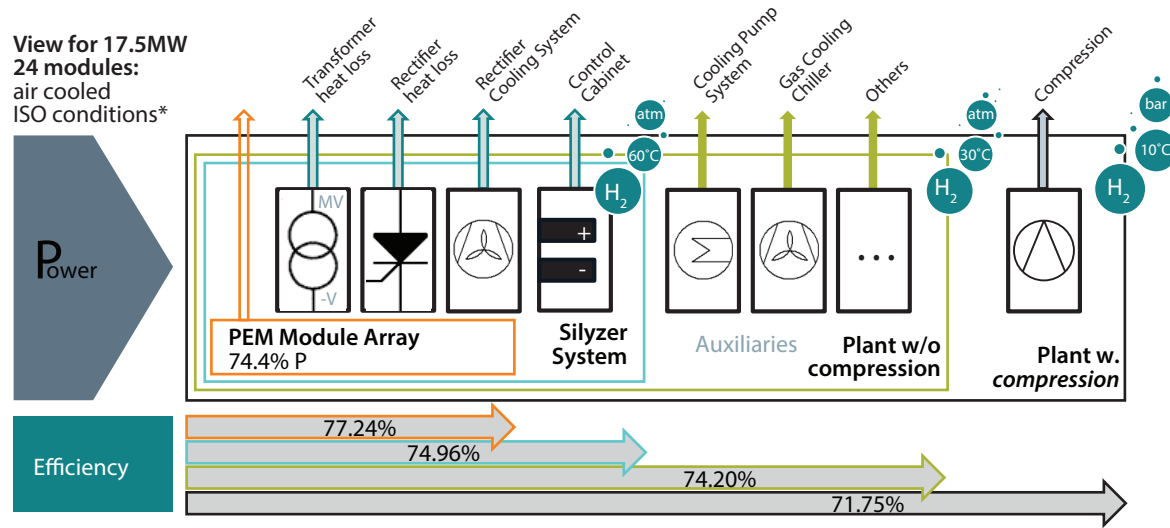 View for 17.5MW
24 modules:
air cooled
ISO conditions*
Transformer
heat loss
Rectifier
heat loss
Rectifier
Cooling System
Control
Cabinet
Cooling Pump
System
Gas Cooling
Chiller
Others
Compression
atm
60°C
H₂
atm
30°C
H₂
bar
10°C
H₂
Power
MV
-V
+
-
...
PEM Module Array
74.4% P
Silyzer
System
Auxiliaries
Plant w/o
compression
Plant w.
compression
Efficiency
77.24%
74.96%
74.20%
71.75%